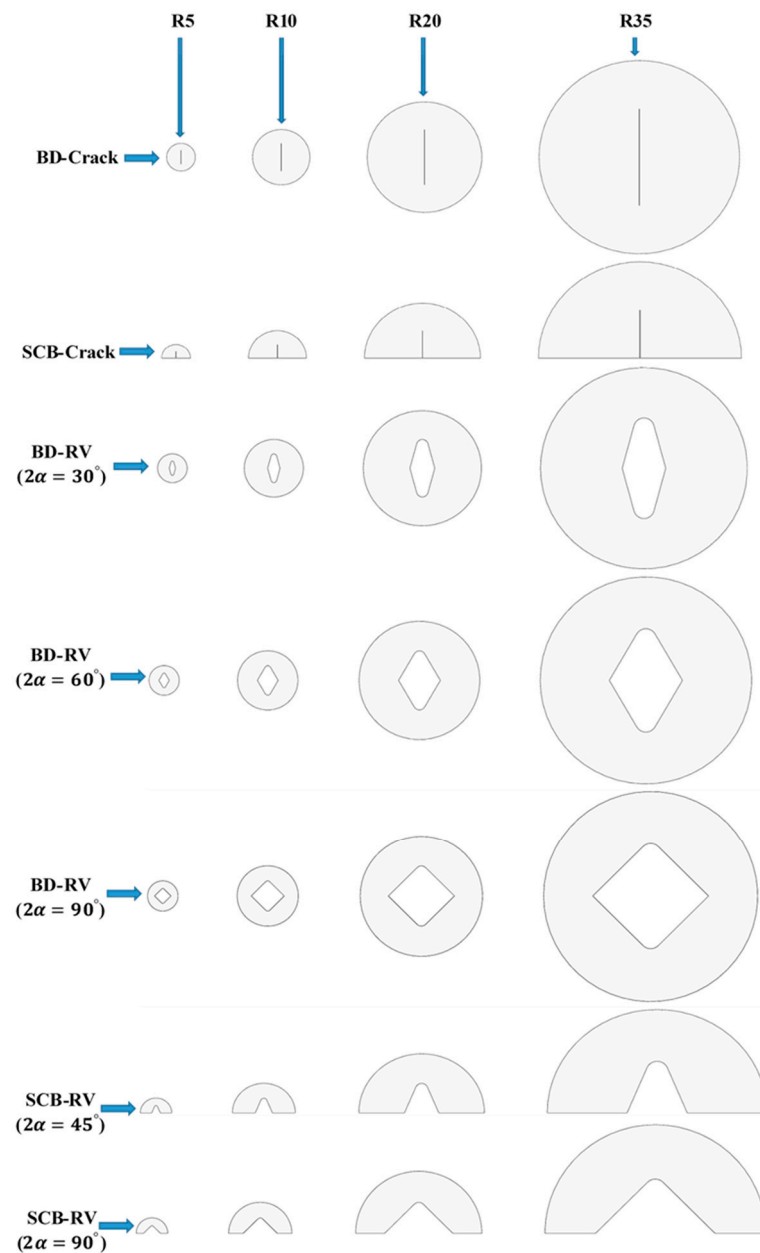 R5 R10 R20 R35
BD-Crack
SCB-Crack
BD-RV
(2α = 30°)
BD-RV
(2α = 60°)
BD-RV
(2α = 90°)
SCB-RV
(2α = 45°)
SCB-RV
(2α = 90°)